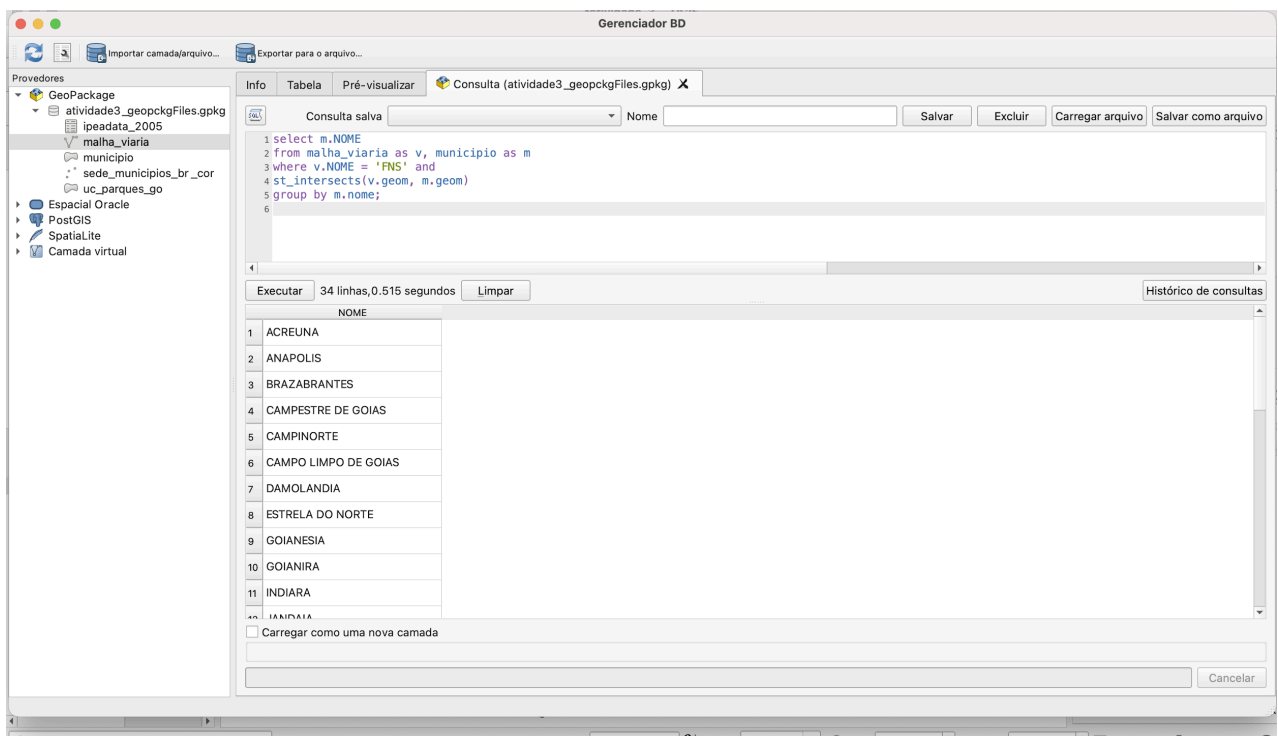 Gerenciador BD
Importar camada/arquivo... Exportar para o arquivo...
Provedores
GeoPackage
atividade3_geopckgFiles.gpkg
ipeadata_2005
malha_viaria
municipio
sede_municipios_br_cor
uc_parques_go
Espacial Oracle
PostGIS
SpatiaLite
Camada virtual
Info Tabela Pré-visualizar Consulta (atividade3_geopckgFiles.gpkg)
SQL Consulta salva Nome Salvar Excluir Carregar arquivo Salvar como arquivo
1 select m.NOME
2 from malha_viaria as v, municipio as m
3 where v.NOME = 'FNS' and
4 st_intersects(v.geom, m.geom)
5 group by m.nome;
6
Executar 34 linhas,0.515 segundos Limpar Histórico de consultas
NOME
1 ACREUNA
2 ANAPOLIS
3 BRAZABRANTES
4 CAMPESTRE DE GOIAS
5 CAMPINORTE
6 CAMPO LIMPO DE GOIAS
7 DAMOLANDIA
8 ESTRELA DO NORTE
9 GOIANESIA
10 GOIANIRA
11 INDIARA
12 JANDAIA
Carregar como uma nova camada
Cancelar